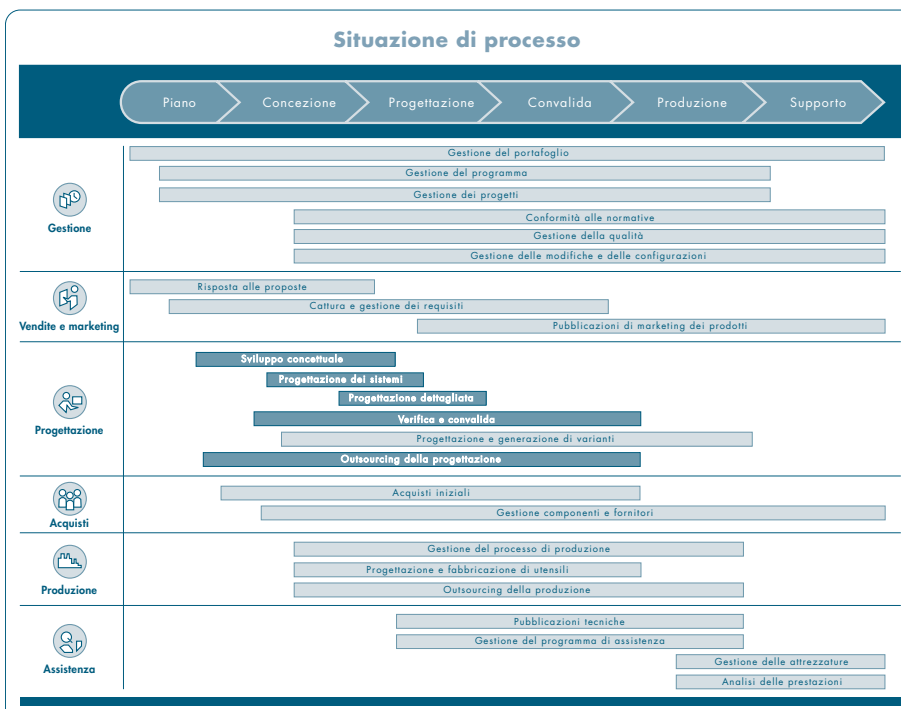 Situazione di processo
Piano
Concezione
Progettazione
Convalida
Produzione
Supporto
Gestione
Gestione del portafoglio
Gestione del programma
Gestione dei progetti
Conformità alle normative
Gestione della qualità
Gestione delle modifiche e delle configurazioni
Vendite e marketing
Risposta alle proposte
Cattura e gestione dei requisiti
Pubblicazioni di marketing dei prodotti
Progettazione
Sviluppo concettuale
Progettazione dei sistemi
Progettazione dettagliata
Verifica e convalida
Progettazione e generazione di varianti
Outsourcing della progettazione
Acquisti
Acquisti iniziali
Gestione componenti e fornitori
Produzione
Gestione del processo di produzione
Progettazione e fabbricazione di utensili
Outsourcing della produzione
Assistenza
Pubblicazioni tecniche
Gestione del programma di assistenza
Gestione delle attrezzature
Analisi delle prestazioni